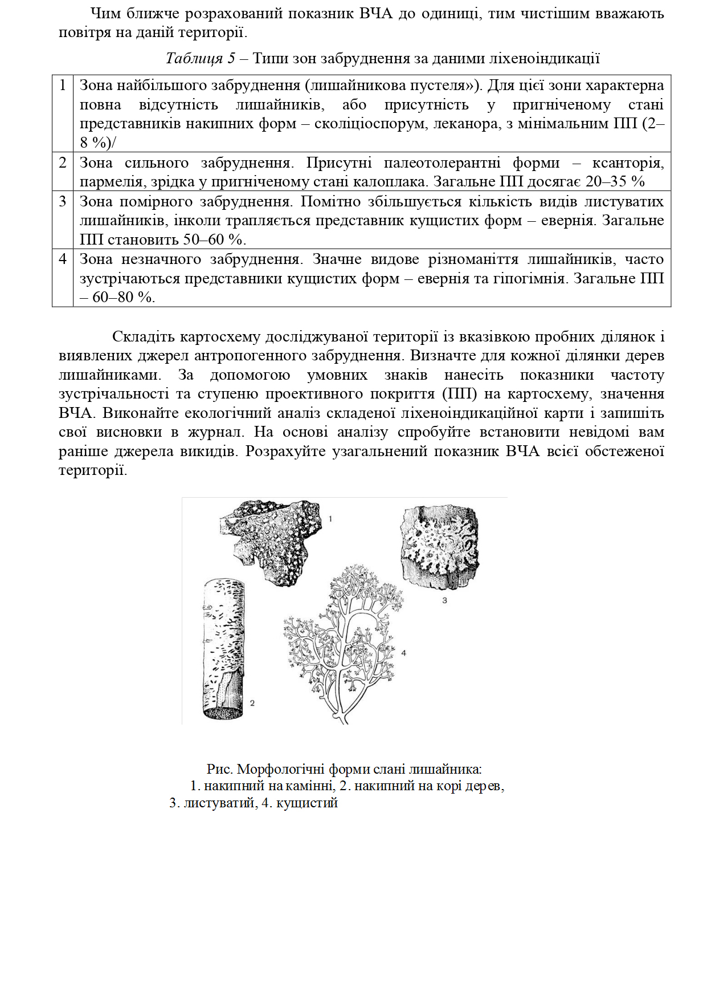 Чим ближче розрахований показник ВЧА до одиниці, тим чистішим вважають
повітря на даній території.
Таблиця 5 – Типи зон забруднення за даними ліхеноіндикації
1 Зона найбільшого забруднення (лишайникова пустеля»). Для цієї зони характерна
повна відсутність лишайників, або присутність у пригніченому стані
представників накипних форм – сколіціоспорум, леканора, з мінімальним ПП (2–
8 %)/
2 Зона сильного забруднення. Присутні палеотолерантні форми – ксанторія,
пармелія, зрідка у пригніченому стані калоплака. Загальне ПП досягає 20–35 %
3 Зона помірного забруднення. Помітно збільшується кількість видів листуватих
лишайників, інколи трапляється представник кущистих форм – евернія. Загальне
ПП становить 50–60 %.
4 Зона незначного забруднення. Значне видове різноманіття лишайників, часто
зустрічаються представники кущистих форм – евернія та гіпогімнія. Загальне ПП
– 60–80 %.
Складіть картосхему досліджуваної території із вказівкою пробних ділянок і
виявлених джерел антропогенного забруднення. Визначте для кожної ділянки дерев
лишайниками. За допомогою умовних знаків нанесіть показники частоту
зустрічальності та ступеню проективного покриття (ПП) на картосхему, значення
ВЧА. Виконайте екологічний аналіз складеної ліхеноіндикаційної карти і запишіть
свої висновки в журнал. На основі аналізу спробуйте встановити невідомі вам
раніше джерела викидів. Розрахуйте узагальнений показник ВЧА всієї обстеженої
території.
1
3
4
2
Рис. Морфологічні форми слані лишайника:
1. накипний на камінні, 2. накипний на корі дерев,
3. листуватий, 4. кущистий